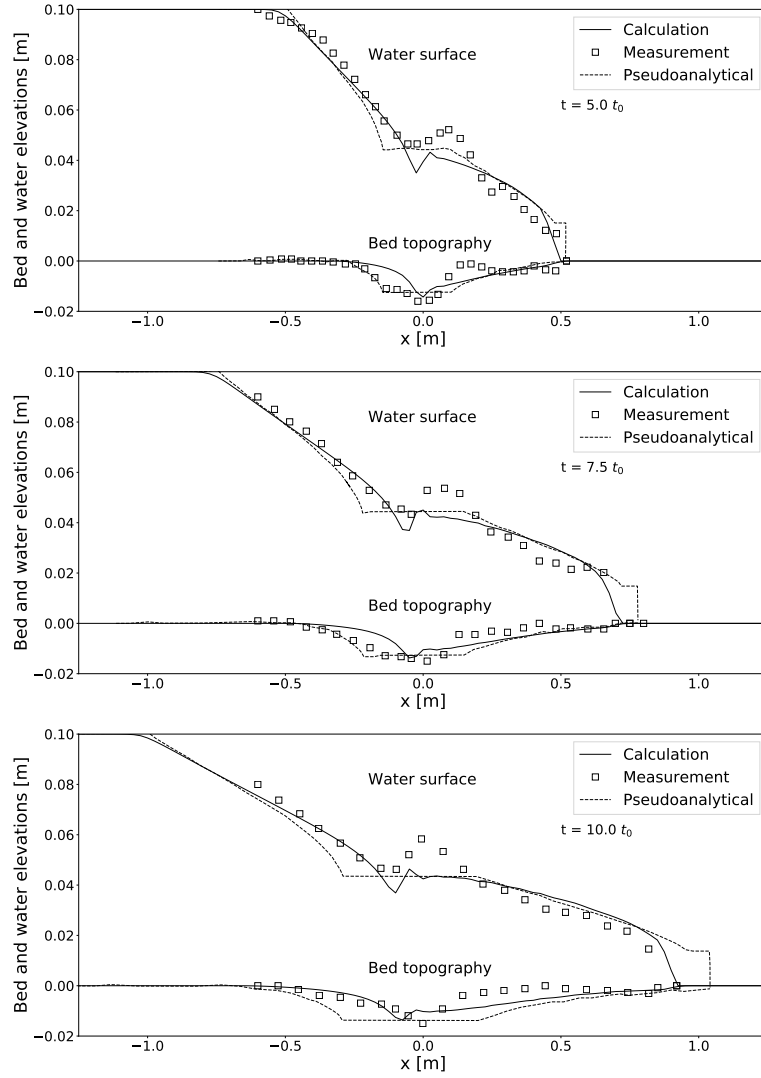 0.10
Calculation
Measurement
Pseudoanalytical
0.08
Water surface
0.06
t = 5.0 t₀
0.04
0.02
Bed topography
0.00
−0.02
−1.0 −0.5 0.0 0.5 1.0
x [m]
Bed and water elevations [m]
0.10
Calculation
Measurement
Pseudoanalytical
0.08
Water surface
0.06
t = 7.5 t₀
0.04
0.02
Bed topography
0.00
−0.02
−1.0 −0.5 0.0 0.5 1.0
x [m]
Bed and water elevations [m]
0.10
Calculation
Measurement
Pseudoanalytical
0.08
Water surface
0.06
t = 10.0 t₀
0.04
0.02
Bed topography
0.00
−0.02
−1.0 −0.5 0.0 0.5 1.0
x [m]
Bed and water elevations [m]